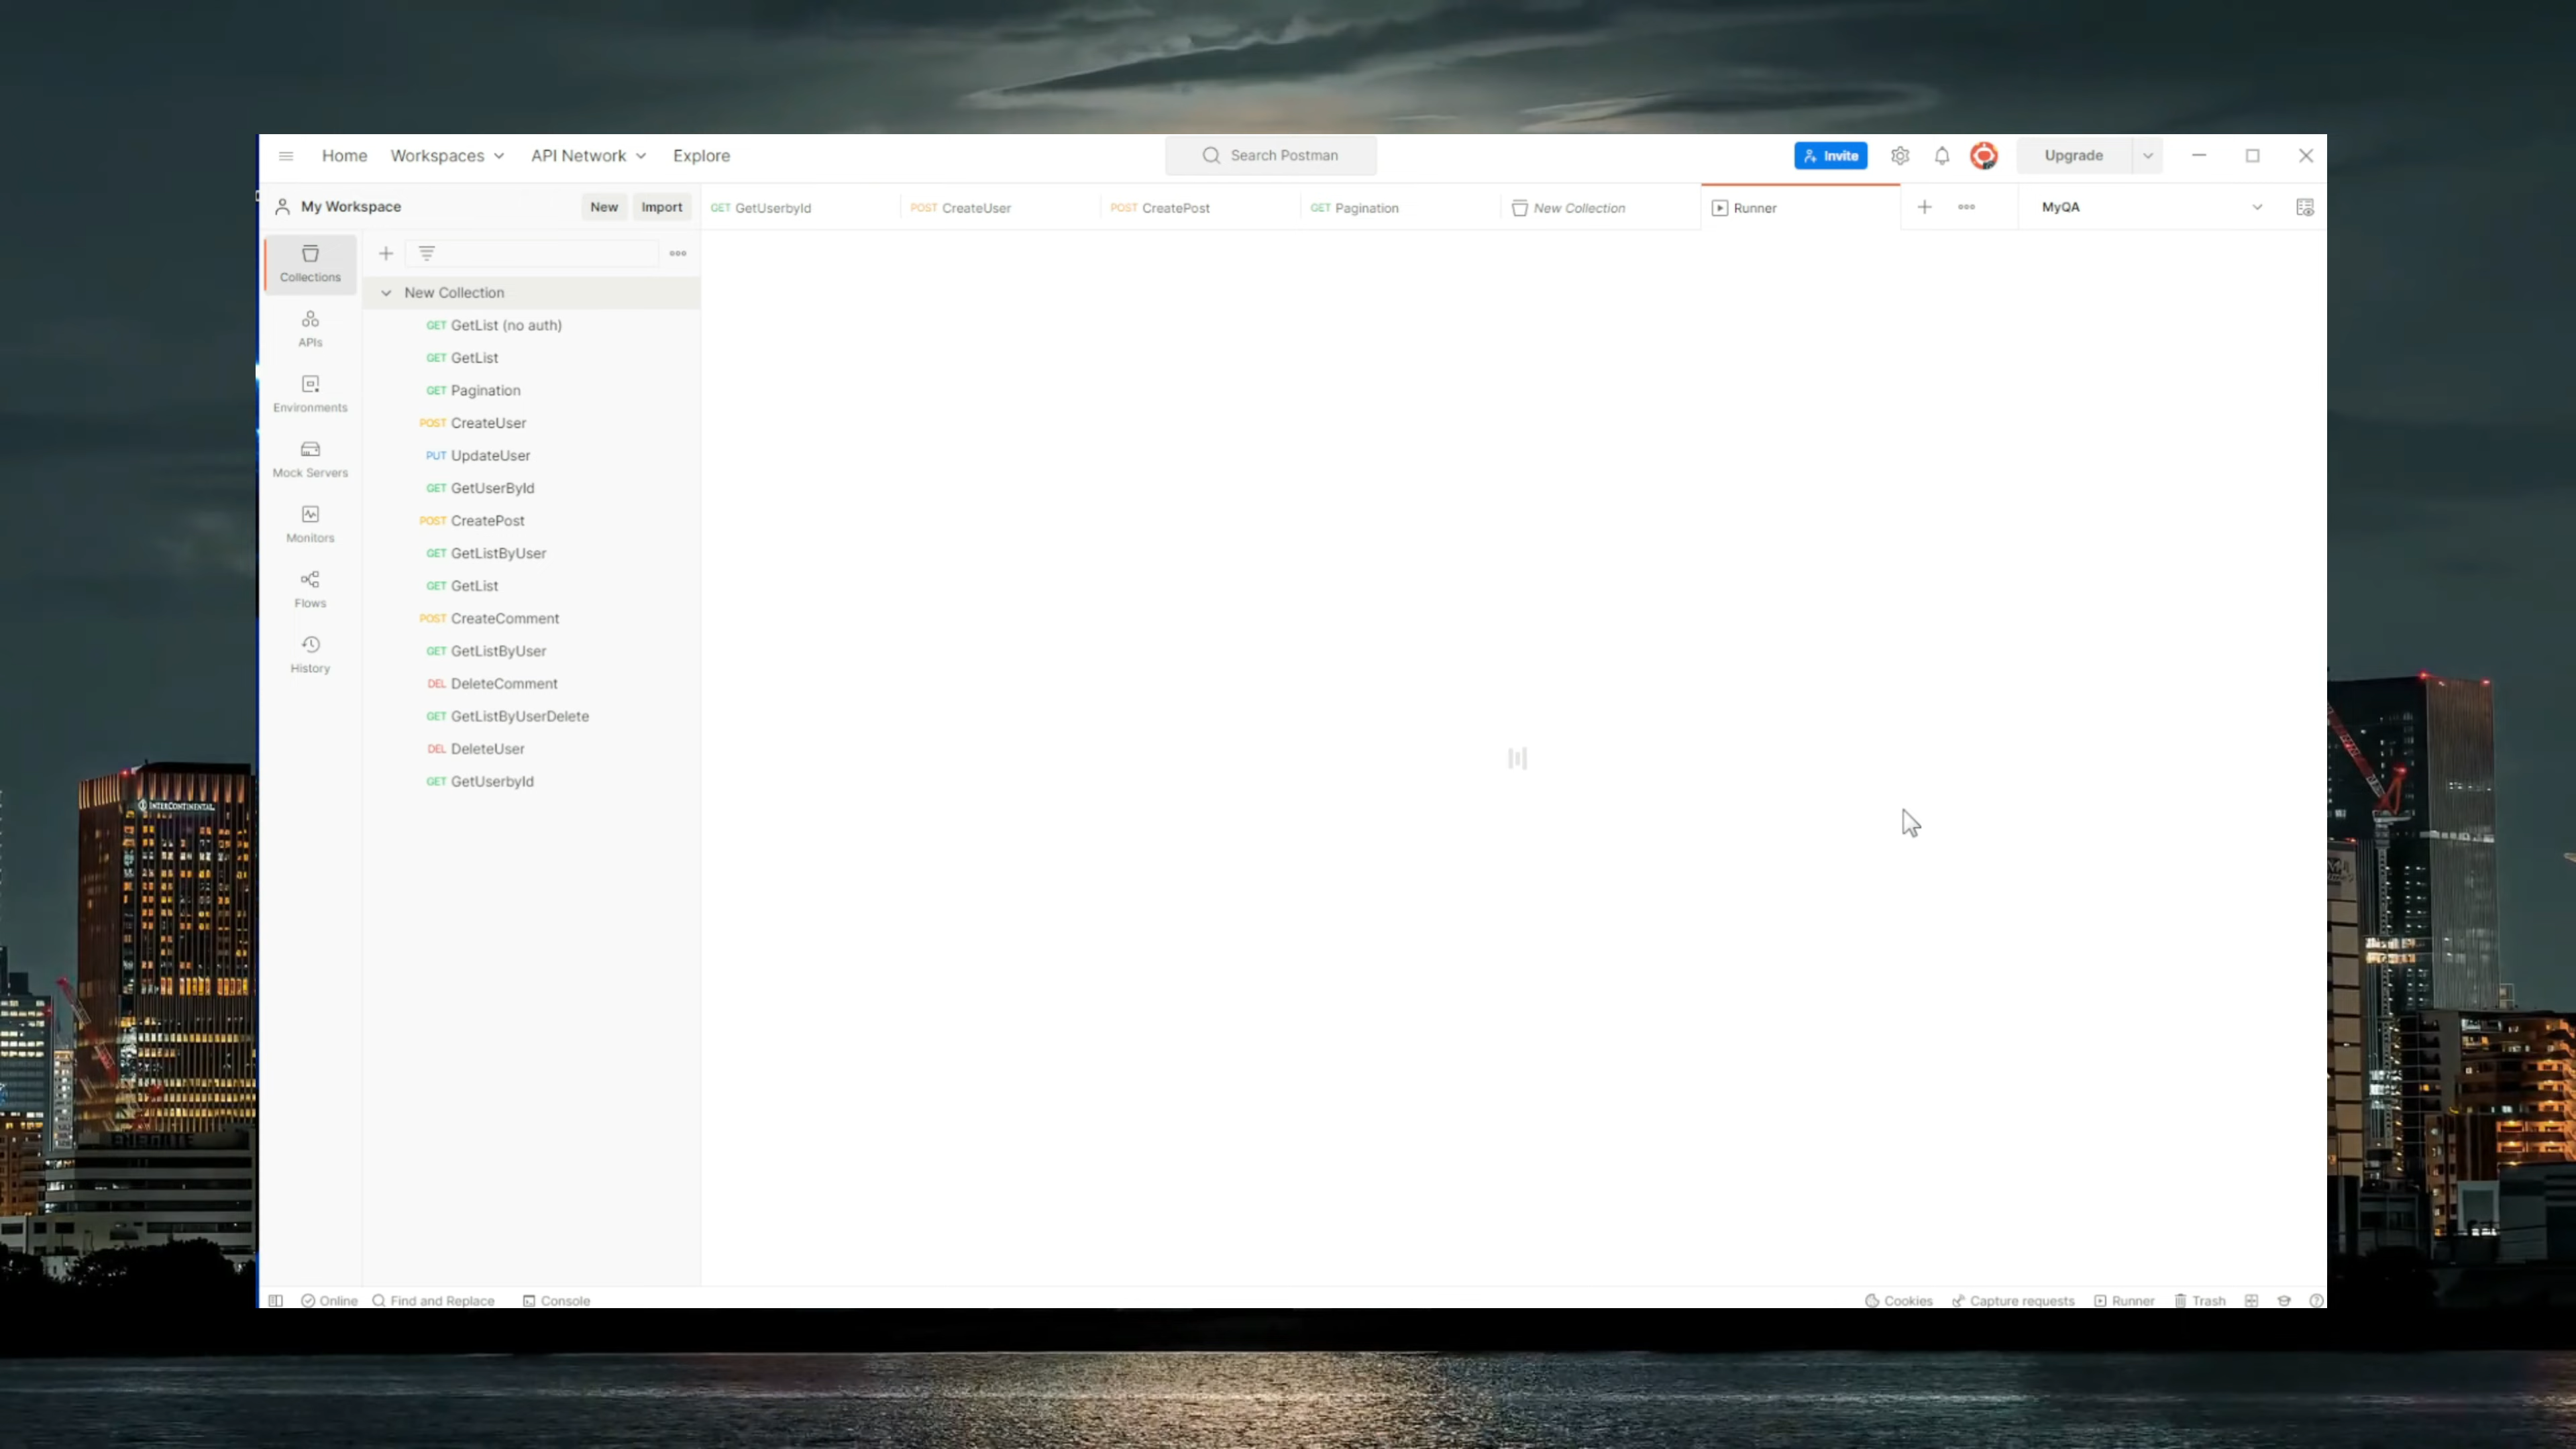 Home Workspaces API Network Explore Search Postman Invite Upgrade
My Workspace New Import GET GetUserbyId POST CreateUser POST CreatePost GET Pagination New Collection Runner MyQA
Collections
APIs
Environments
Mock Servers
Monitors
Flows
History
New Collection
GET GetList (no auth)
GET GetList
GET Pagination
POST CreateUser
PUT UpdateUser
GET GetUserById
POST CreatePost
GET GetListByUser
GET GetList
POST CreateComment
GET GetListByUser
DEL DeleteComment
GET GetListByUserDelete
DEL DeleteUser
GET GetUserbyId
INTERCONTINENTAL
Online Find and Replace Console Cookies Capture requests Runner Trash